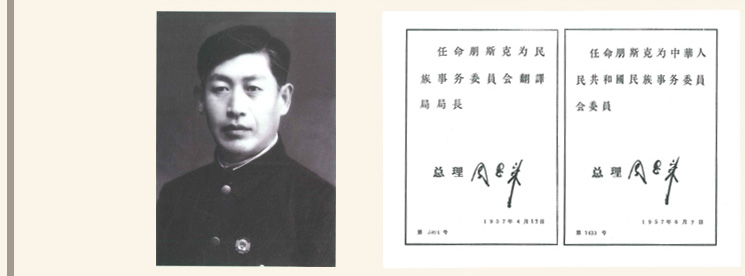 任命朋斯克为民
族事务委員会翻譯
局局長
总理 周恩来
1957年4月17日
第 号
任命朋斯克为中華人
民共和國民族事务委員
会委員
总理 周恩来
1957年6月7日
第 3433 号